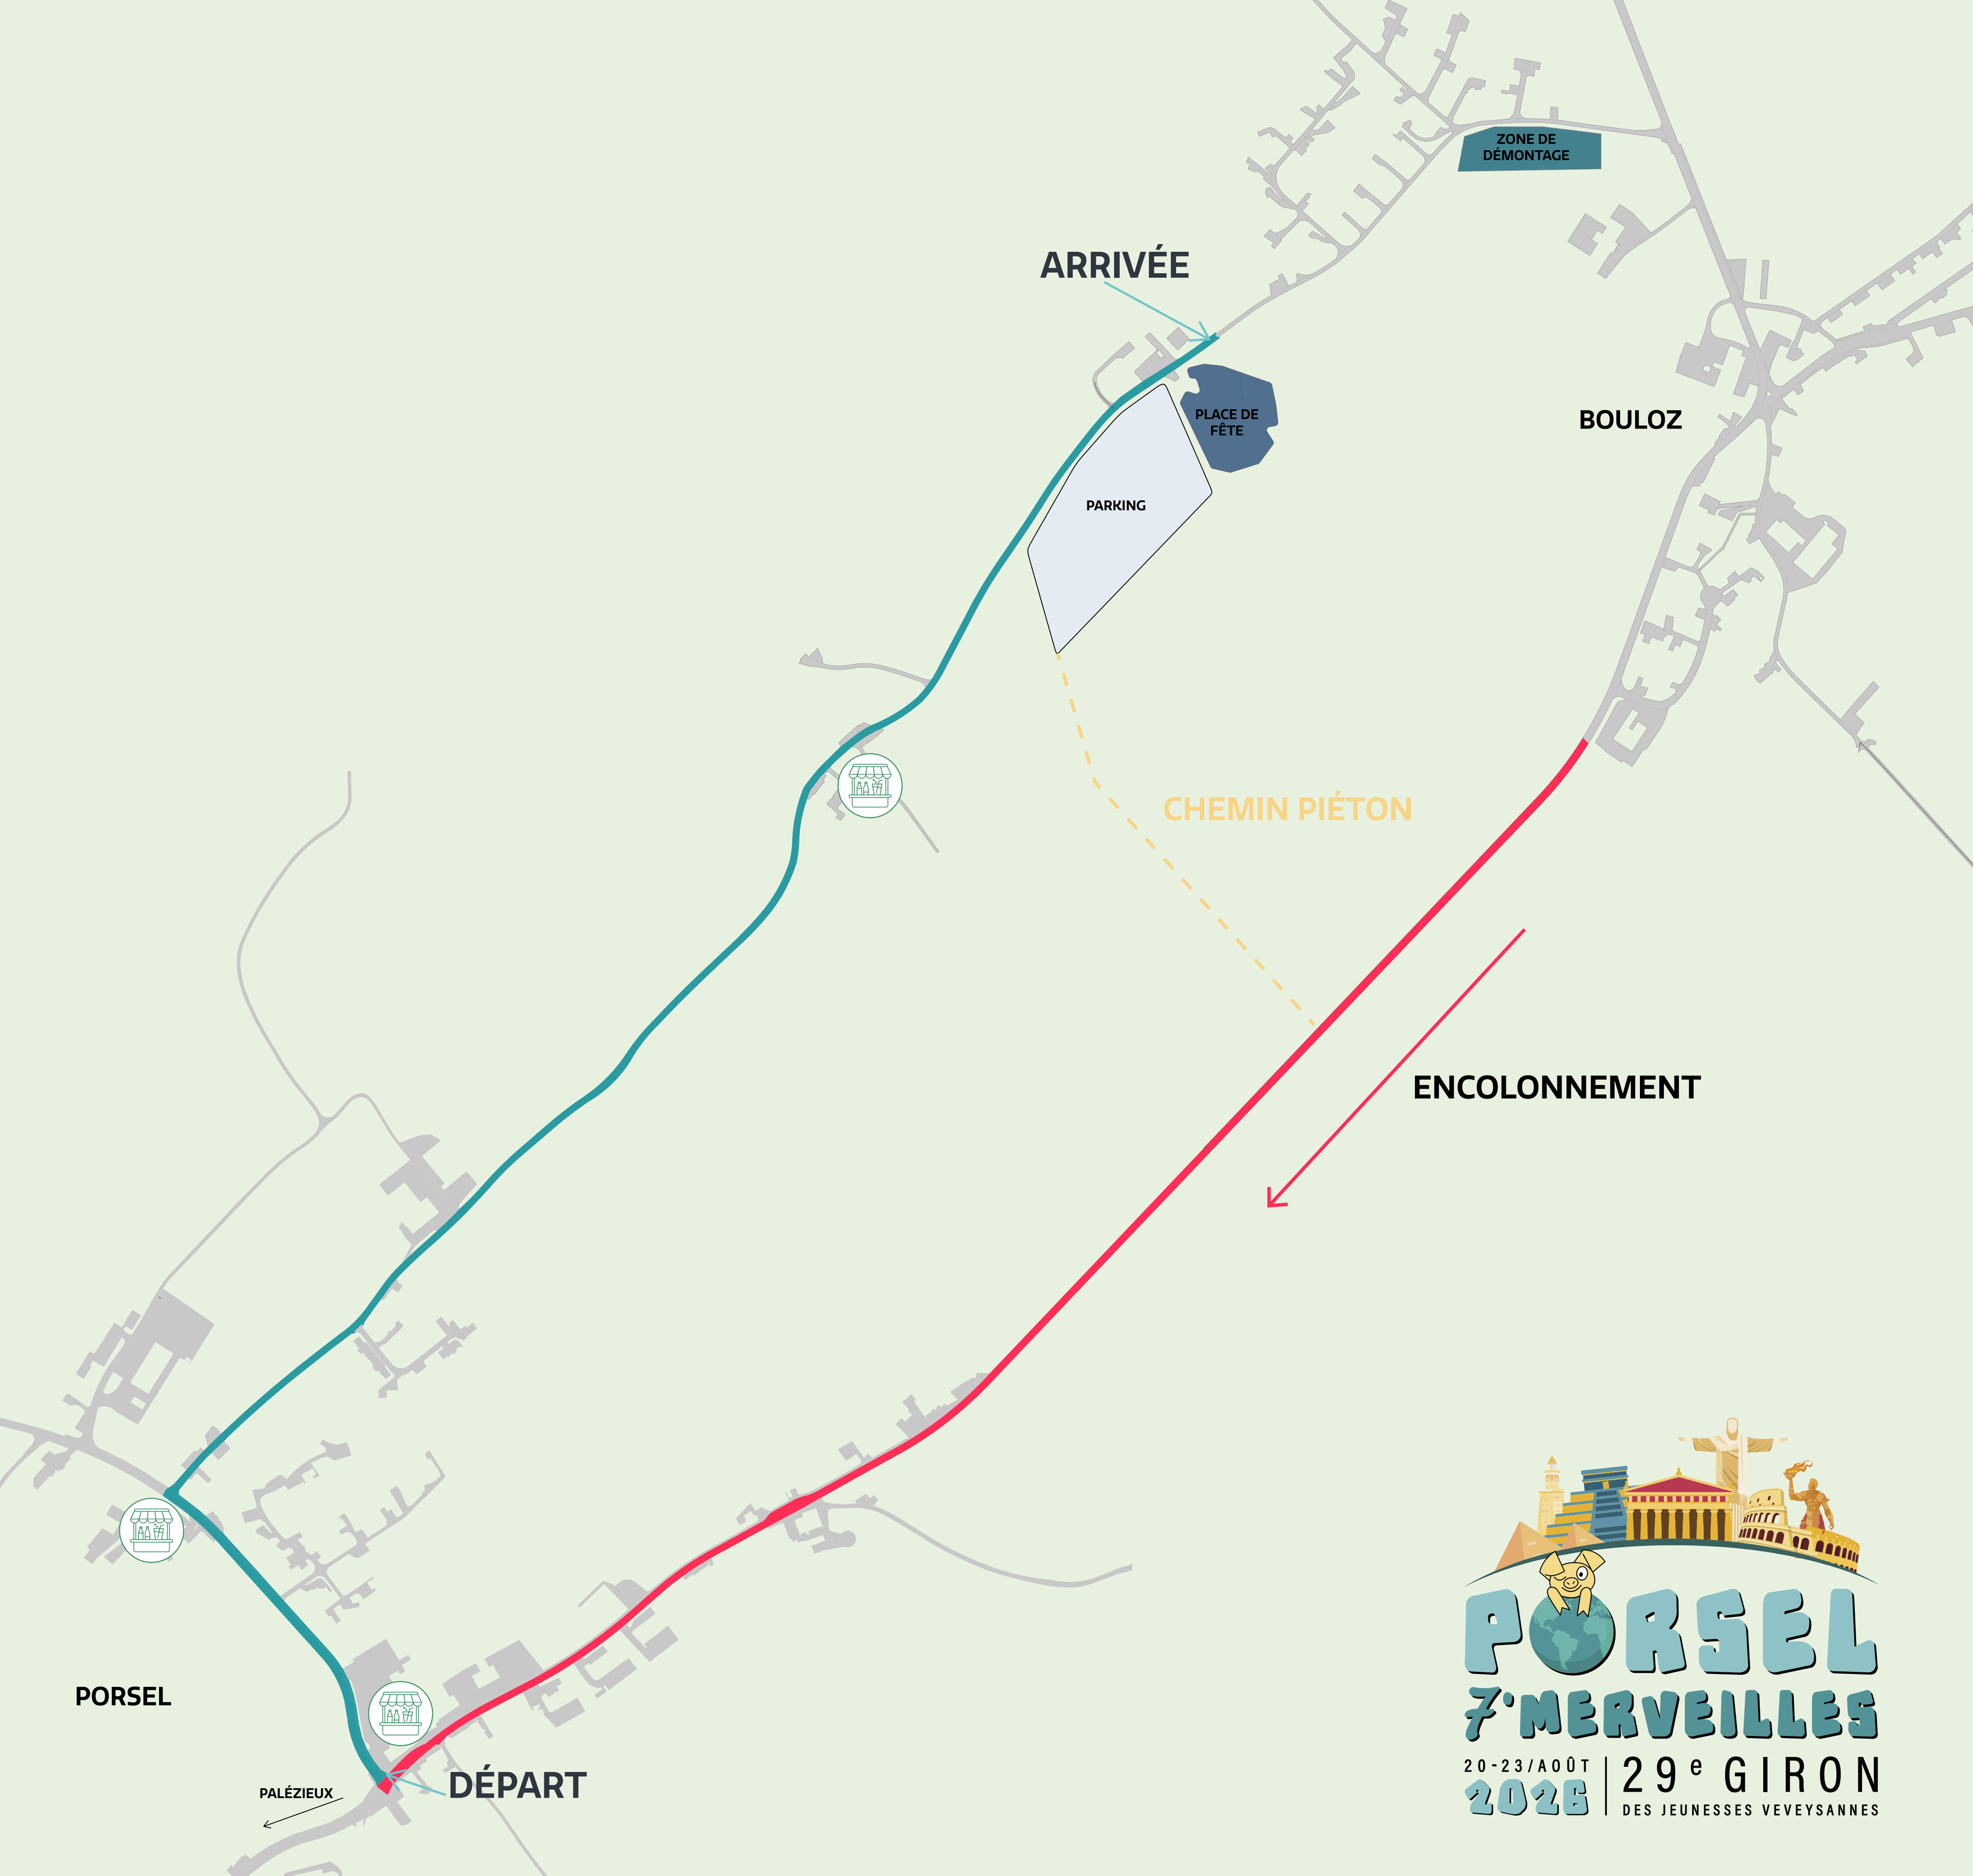 ZONE DE
DÉMONTAGE
ARRIVÉE
PLACE DE
FÊTE
BOULOZ
PARKING
CHEMIN PIÉTON
ENCOLONNEMENT
PORSEL
DÉPART
PALÉZIEUX
PORSEL
7'MERVEILLES
20-23/AOÛT
2026
29e GIRON
DES JEUNESSES VEVEYSANNES